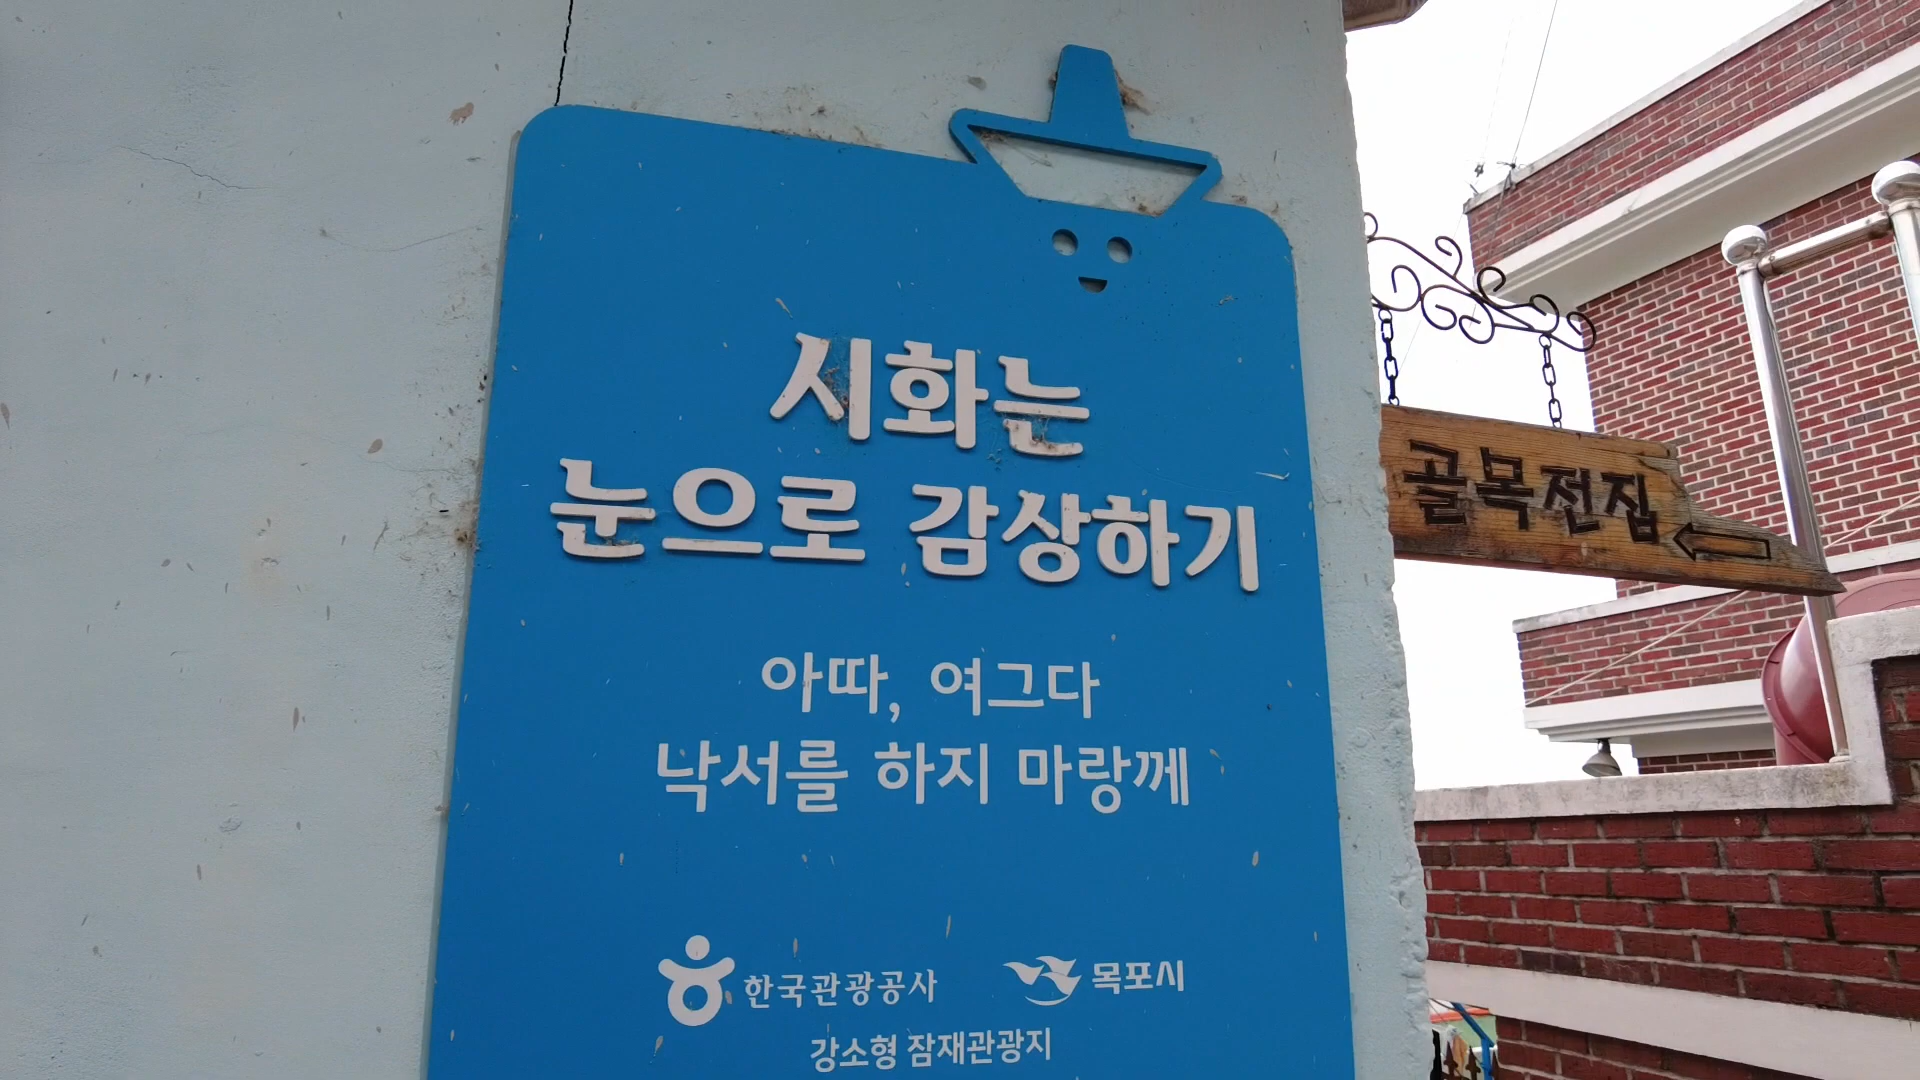 시화는
눈으로 감상하기
아따, 여그다
낙서를 하지 마랑께
한국관광공사
목포시
강소형 잠재관광지
골목전집